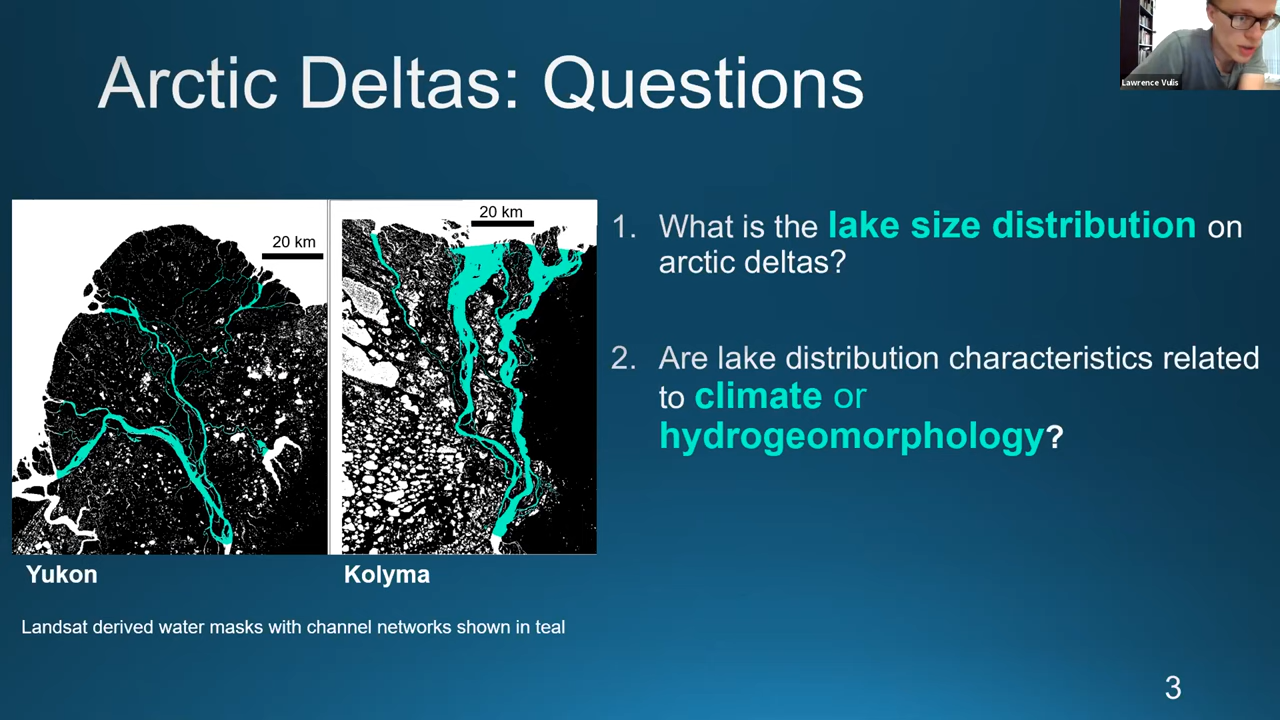 Arctic Deltas: Questions
Lawrence Vulis
20 km
20 km
1. What is the lake size distribution on
arctic deltas?
2. Are lake distribution characteristics related
to climate or
hydrogeomorphology?
Yukon
Kolyma
Landsat derived water masks with channel networks shown in teal
3